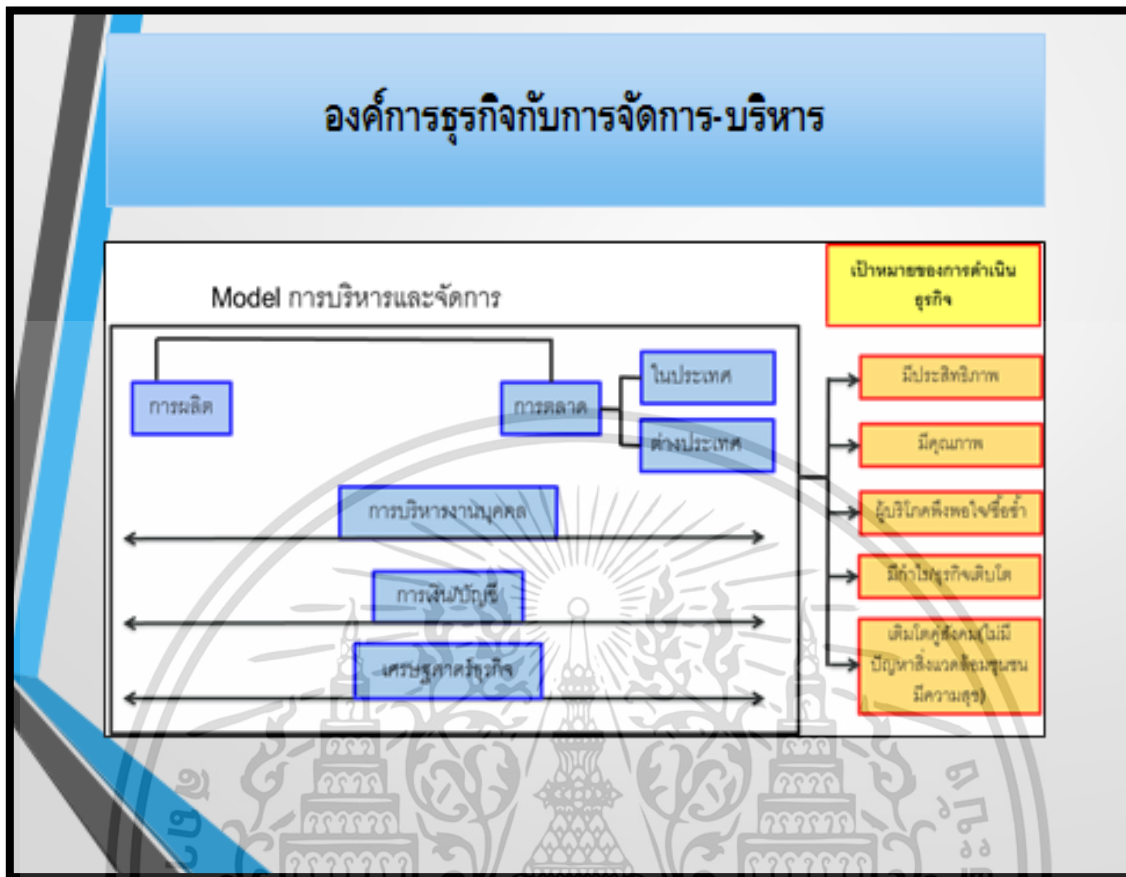 องค์การธุรกิจกับการจัดการ-บริหาร
Model การบริหารและจัดการ
เป้าหมายของการดำเนิน
ธุรกิจ
การผลิต
การตลาด
ในประเทศ
ต่างประเทศ
การบริหารงานบุคคล
การเงิน/บัญชี
เศรษฐศาสตร์ธุรกิจ
มีประสิทธิภาพ
มีคุณภาพ
ผู้บริโภคพึงพอใจ/ซื้อซ้ำ
มีกำไร/ธุรกิจเติบโต
เติบโตคู่สังคม(ไม่มี
ปัญหาสิ่งแวดล้อมชุมชน
มีความสุข)